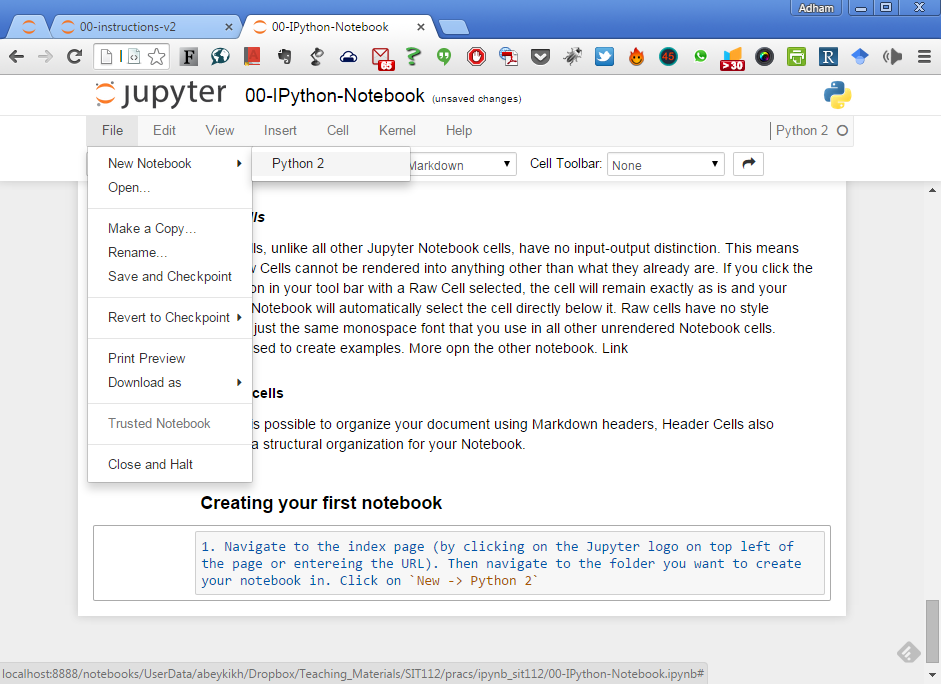 Adham
00-instructions-v2
00-IPython-Notebook
F
65
45
> 30
R
jupyter 00-IPython-Notebook (unsaved changes)
File Edit View Insert Cell Kernel Help Python 2
New Notebook
Python 2
Markdown
Cell Toolbar: None
Open...
Make a Copy...
Rename...
Save and Checkpoint
Revert to Checkpoint
Print Preview
Download as
Trusted Notebook
Close and Halt
lls
lls, unlike all other Jupyter Notebook cells, have no input-output distinction. This means
v Cells cannot be rendered into anything other than what they already are. If you click the
on in your tool bar with a Raw Cell selected, the cell will remain exactly as is and your
Notebook will automatically select the cell directly below it. Raw cells have no style
just the same monospace font that you use in all other unrendered Notebook cells.
sed to create examples. More opn the other notebook. Link
cells
s possible to organize your document using Markdown headers, Header Cells also
a structural organization for your Notebook.
Creating your first notebook
1. Navigate to the index page (by clicking on the Jupyter logo on top left of
the page or entereing the URL). Then navigate to the folder you want to create
your notebook in. Click on `New -> Python 2`
localhost:8888/notebooks/UserData/abeykikh/Dropbox/Teaching_Materials/SIT112/pracs/ipynb_sit112/00-IPython-Notebook.ipynb#